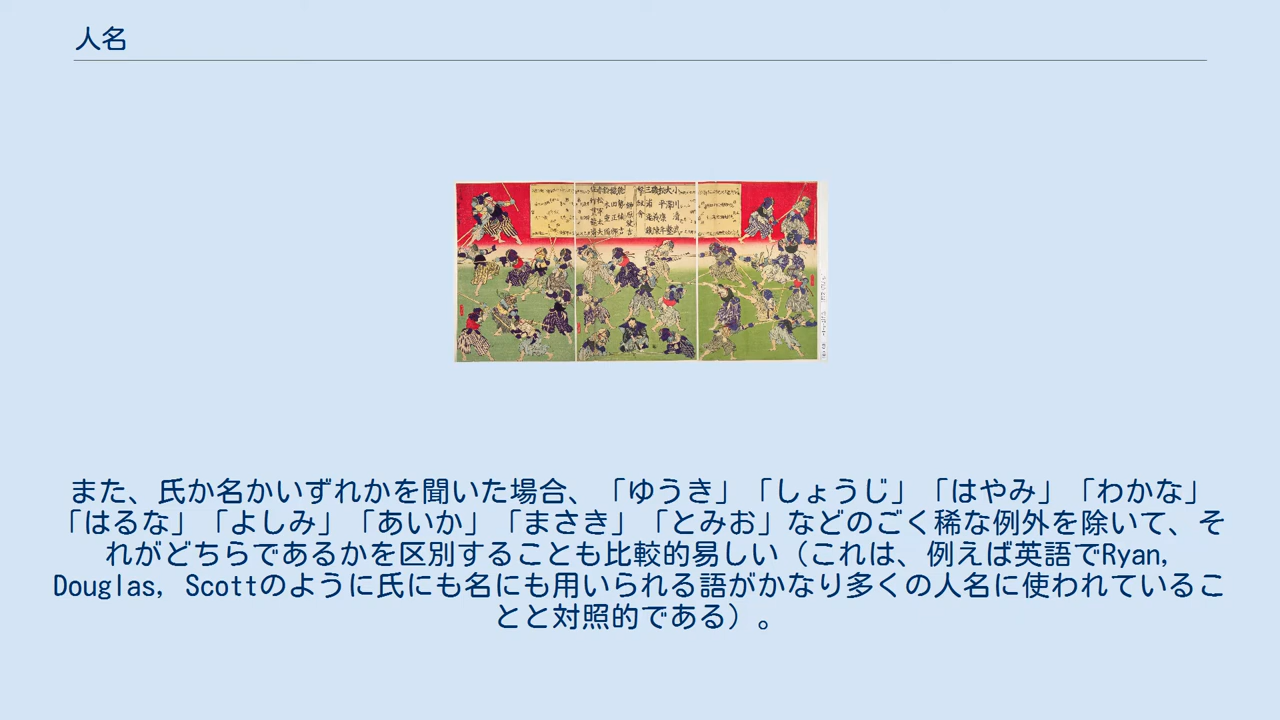 人名
また、氏か名かいずれかを聞いた場合、「ゆうき」「しょうじ」「はやみ」「わかな」
「はるな」「よしみ」「あいか」「まさき」「とみお」などのごく稀な例外を除いて、そ
れがどちらであるかを区別することも比較的易しい（これは、例えば英語でRyan,
Douglas, Scottのように氏にも名にも用いられる語がかなり多くの人名に使われているこ
とと対照的である）。